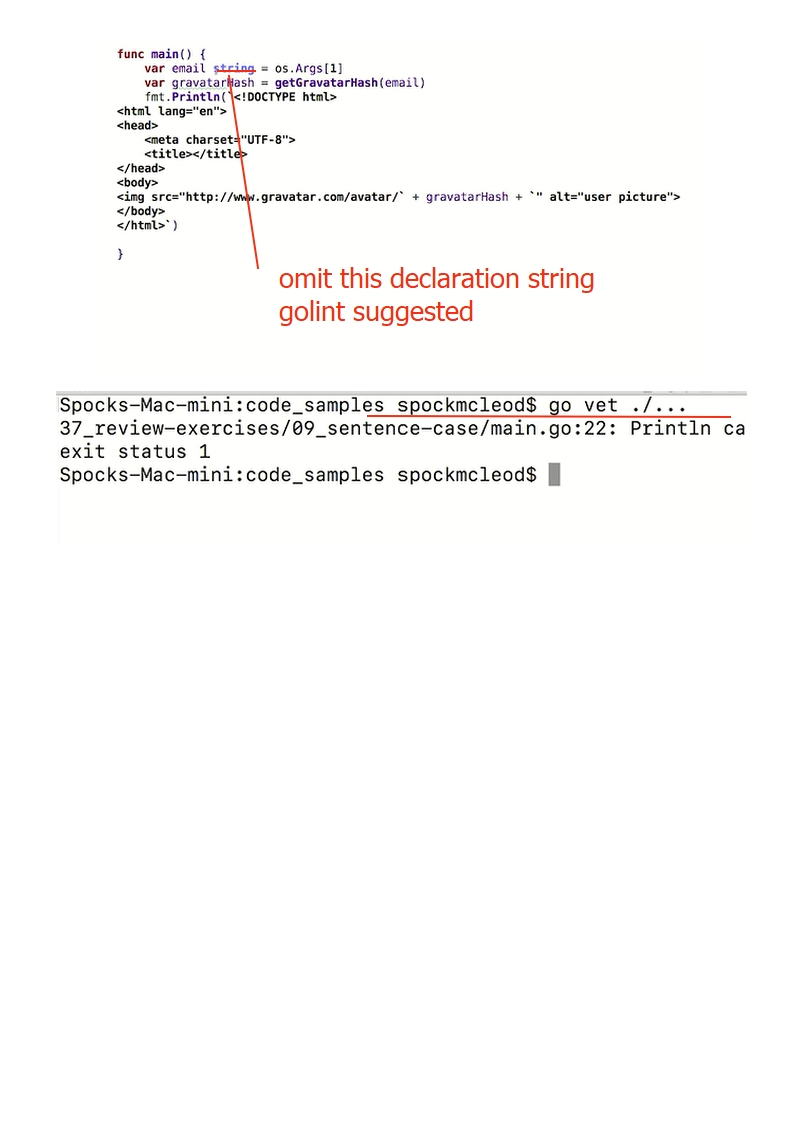 func main() {
    var email string = os.Args[1]
    var gravatarHash = getGravatarHash(email)
    fmt.Println(`<!DOCTYPE html>
<html lang="en">
<head>
    <meta charset="UTF-8">
    <title></title>
</head>
<body>
<img src="http://www.gravatar.com/avatar/` + gravatarHash + `" alt="user picture">
</body>
</html>`)
}
omit this declaration string
golint suggested
Spocks-Mac-mini:code_samples spockmcleod$ go vet ./...
37_review-exercises/09_sentence-case/main.go:22: Println ca
exit status 1
Spocks-Mac-mini:code_samples spockmcleod$